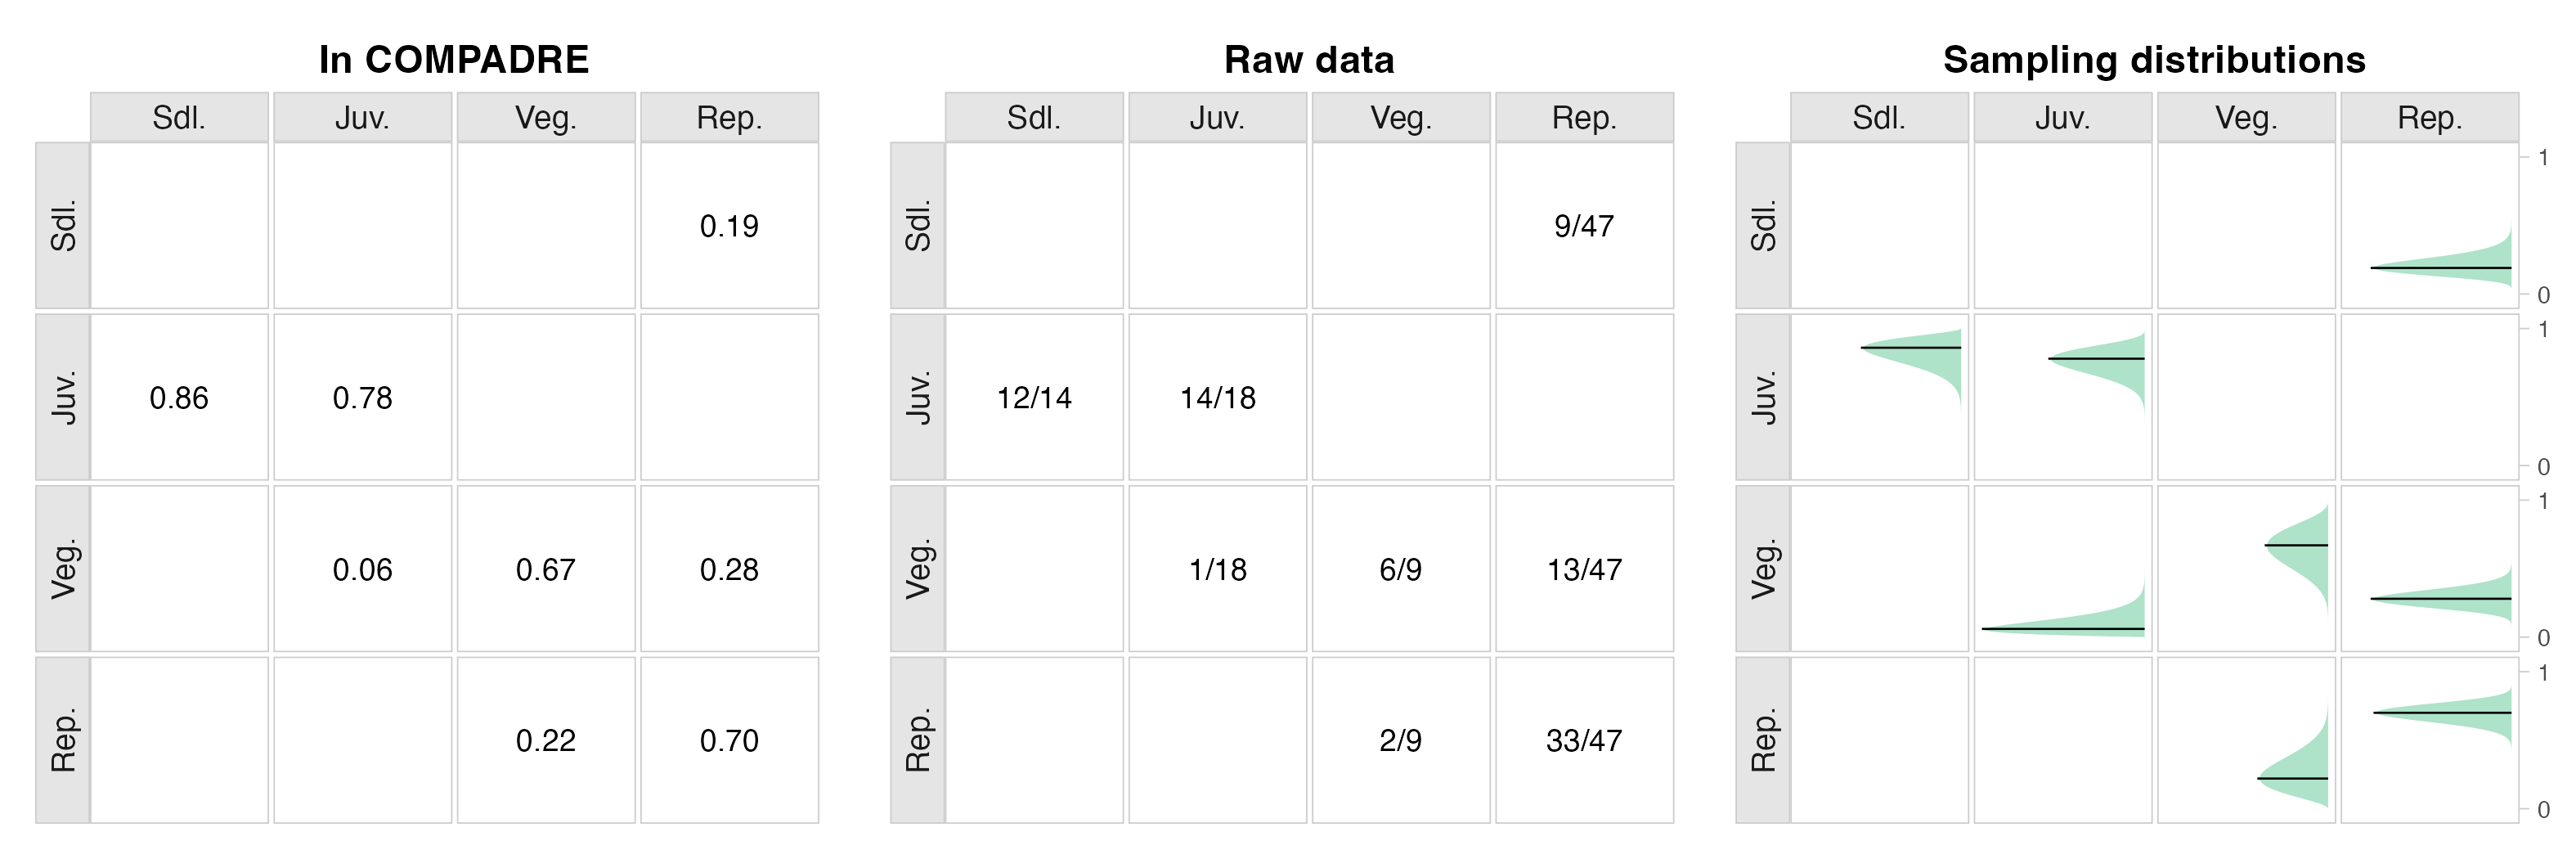 In COMPADRE
Sdl. Juv. Veg. Rep.
Sdl. 0.19
Juv. 0.86 0.78
Veg. 0.06 0.67 0.28
Rep. 0.22 0.70
Raw data
Sdl. Juv. Veg. Rep.
Sdl. 9/47
Juv. 12/14 14/18
Veg. 1/18 6/9 13/47
Rep. 2/9 33/47
Sampling distributions
Sdl. Juv. Veg. Rep.
Sdl. 1
0
Juv. 1
0
Veg. 1
0
Rep. 1
0